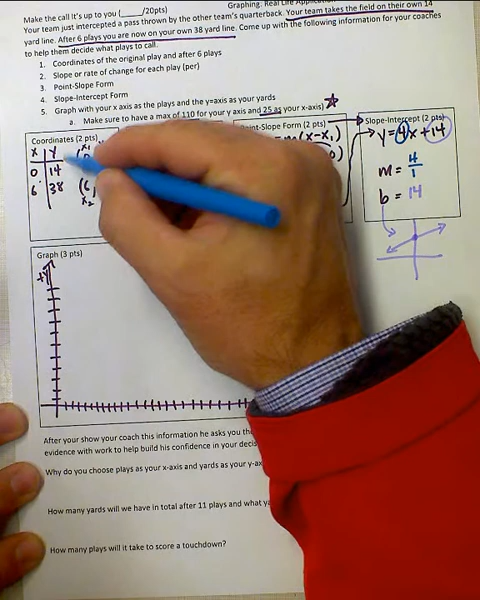 Graphing: Real Life
Make the call it's up to you (____/20pts)
Your team just intercepted a pass thrown by the other team's quarterback. Your team takes the field on their own 14
yard line. After 6 plays you are now on your own 38 yard line. Come up with the following information for your coaches
to help them decide what plays to call.
1. Coordinates of the original play and after 6 plays
2. Slope or rate of change for each play (per)
3. Point-Slope Form
4. Slope-Intercept Form
5. Graph with your x axis as the plays and the y=axis as your yards
a. Make sure to have a max of 110 for your y axis and 25 as your x-axis)
Coordinates (2 pts)
x y
0 14
6 38
(6,
x2
Point-Slope Form (2 pts)
(x-x1)
0)
Slope-Intercept (2 pts)
y=4x+14
m = 4/1
b = 14
Graph (3 pts)
+Y
After your show your coach this information he asks you
evidence with work to help build his confidence in your
Why do you choose plays as your x-axis and yards as your
How many yards will we have in total after 11 plays and what
How many plays will it take to score a touchdown?